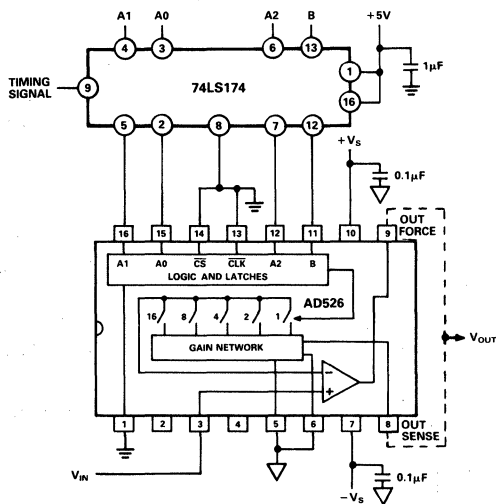 A1 A0 A2 B +5V
4 3 6 13
1 1μF
TIMING
SIGNAL
9 74LS174
16
5 2 8 7 12
+VS
0.1μF
16 15 14 13 12 11 10 9 OUT
FORCE
A1 A0 CS CLK A2 B
LOGIC AND LATCHES
AD526
16 8 4 2 1
VOUT
GAIN NETWORK
−
+
1 2 3 4 5 6 7 8 OUT
SENSE
VIN
0.1μF
−VS